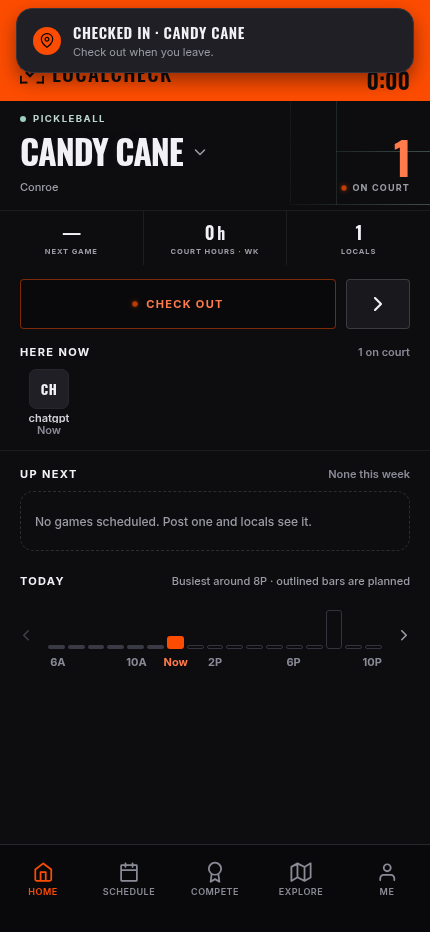 CHECKED IN · CANDY CANE
Check out when you leave.
LOCALCHECK
0:00
PICKLEBALL
CANDY CANE
Conroe
1
ON COURT
—
NEXT GAME
0 h
COURT HOURS · WK
1
LOCALS
CHECK OUT
HERE NOW
1 on court
CH
chatgpt
Now
UP NEXT
None this week
No games scheduled. Post one and locals see it.
TODAY
Busiest around 8P · outlined bars are planned
6A 10A Now 2P 6P 10P
HOME SCHEDULE COMPETE EXPLORE ME